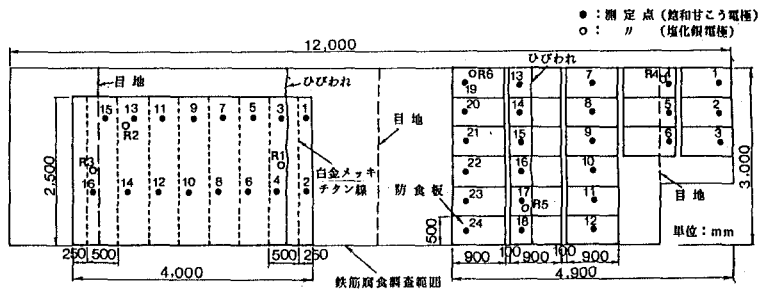 ●：測 定 点（飽和甘こう電極）
○：　〃　（塩化銀電極）
12,000
目地
ひびわれ
ひびわれ
目 地
目 地
15 13 11 9 7 5 3 1
R2
R3
R1
16 14 12 10 8 6 4 2
白金メッキ
チタン線
防 食 板
R6 13 7 R4 4 1
19
20 14 8 5 2
21 15 9 6 3
22 16 10
23 17 11
R5
24 18 12
2,500
3,000
500
単位：mm
250 500 500 250
4,000
900 100 900 100 900
4,900
鉄筋腐食調査範囲